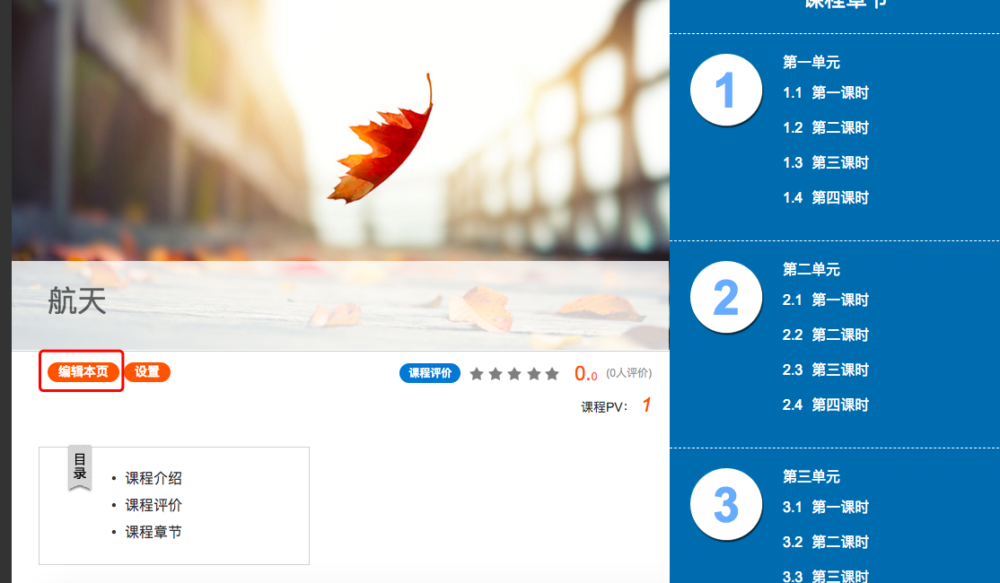 航天
编辑本页 设置
课程评价 0.0 (0人评价)
课程PV： 1
目录
• 课程介绍
• 课程评价
• 课程章节
课程章节
1
第一单元
1.1 第一课时
1.2 第二课时
1.3 第三课时
1.4 第四课时
2
第二单元
2.1 第一课时
2.2 第二课时
2.3 第三课时
2.4 第四课时
3
第三单元
3.1 第一课时
3.2 第二课时
3.3 第三课时